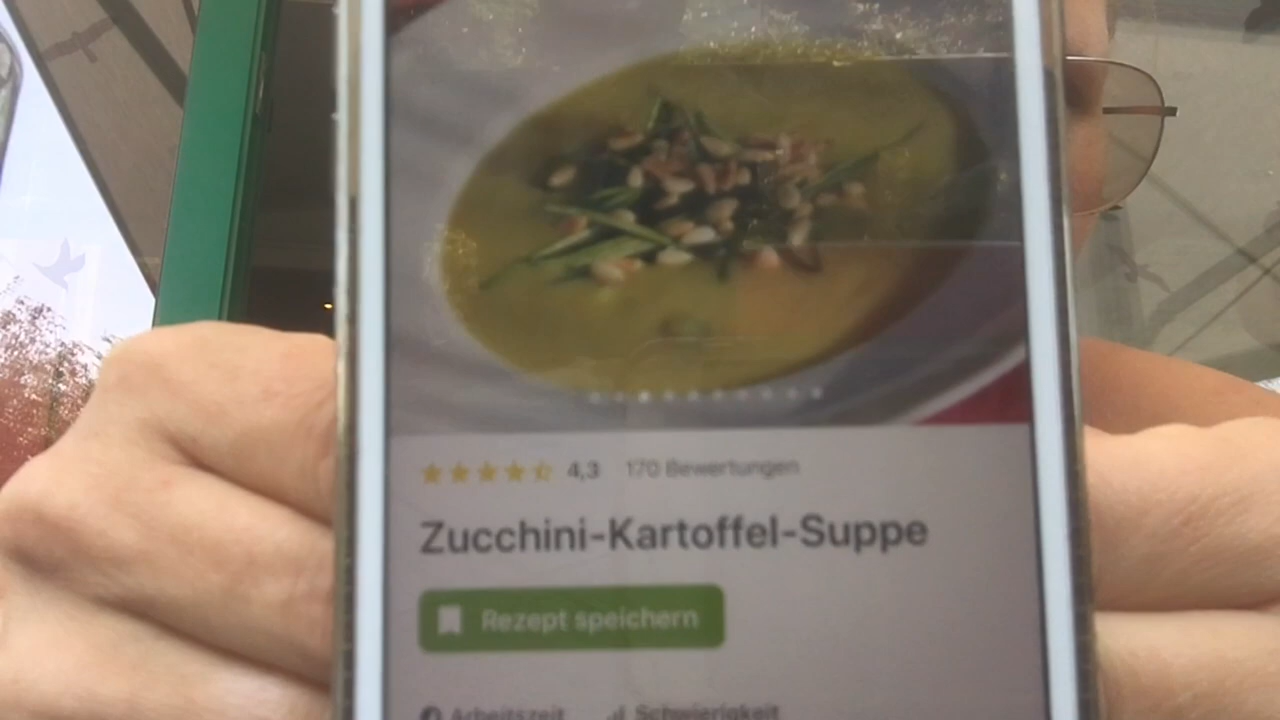 4,3 170 Bewertungen
Zucchini-Kartoffel-Suppe
Rezept speichern
Arbeitszeit Schwierigkeit